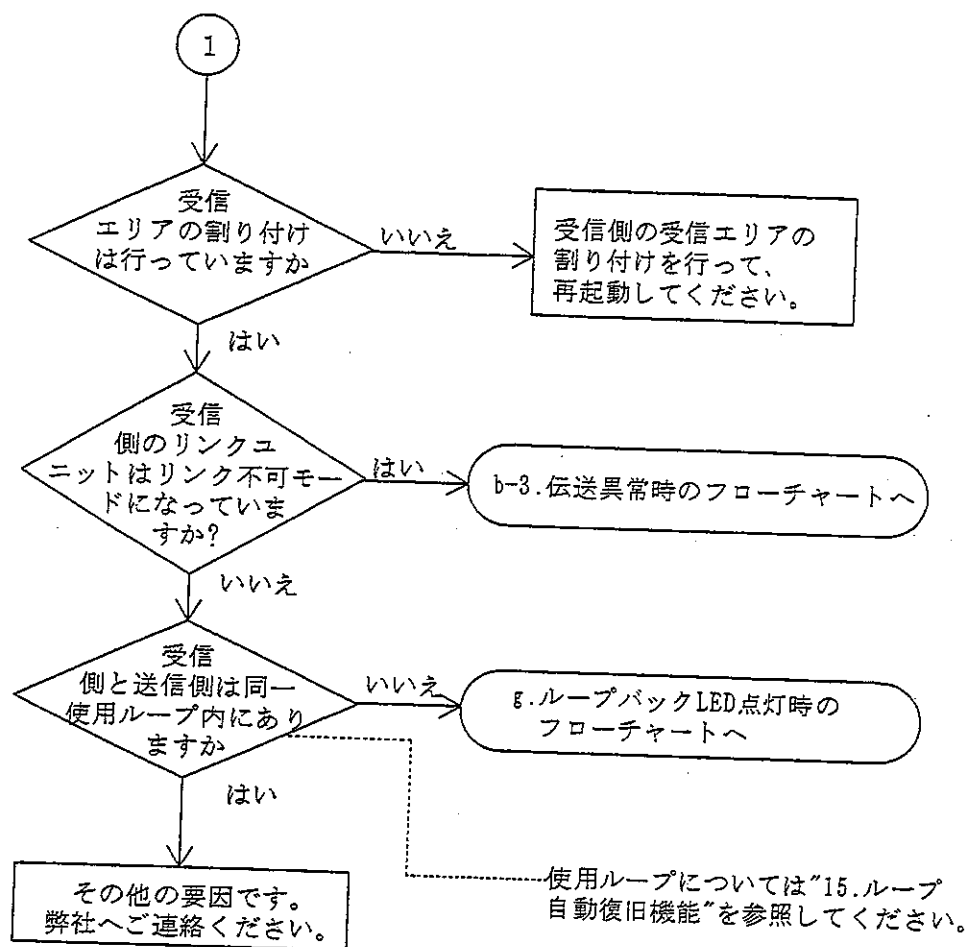 1
受信
エリアの割り付け
は行っていますか
いいえ
受信側の受信エリアの
割り付けを行って、
再起動してください。
はい
受信
側のリンクユ
ニットはリンク不可モー
ドになっていま
すか?
はい
b-3.伝送異常時のフローチャートへ
いいえ
受信
側と送信側は同一
使用ループ内にあり
ますか
いいえ
g.ループバックLED点灯時の
フローチャートへ
はい
その他の要因です。
弊社へご連絡ください。
使用ループについては"15.ループ
自動復旧機能"を参照してください。